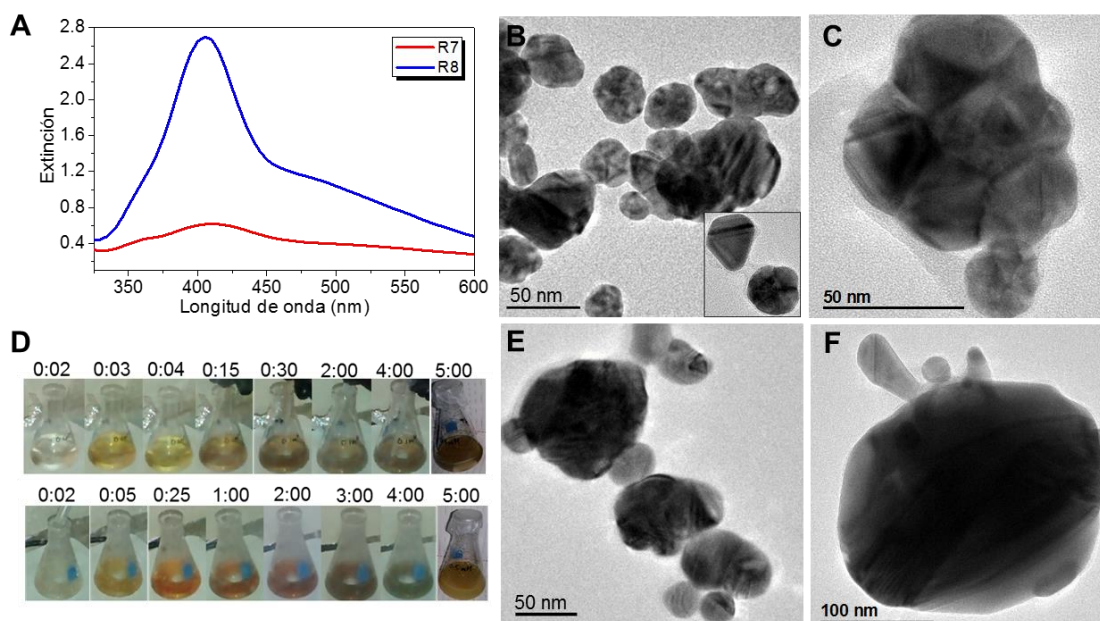 A
2.8
2.4
2.0
1.6
1.2
0.8
0.4
Extinción
350 400 450 500 550 600
Longitud de onda (nm)
R7
R8
B
50 nm
C
50 nm
D
0:02 0:03 0:04 0:15 0:30 2:00 4:00 5:00
0:02 0:05 0:25 1:00 2:00 3:00 4:00 5:00
E
50 nm
F
100 nm